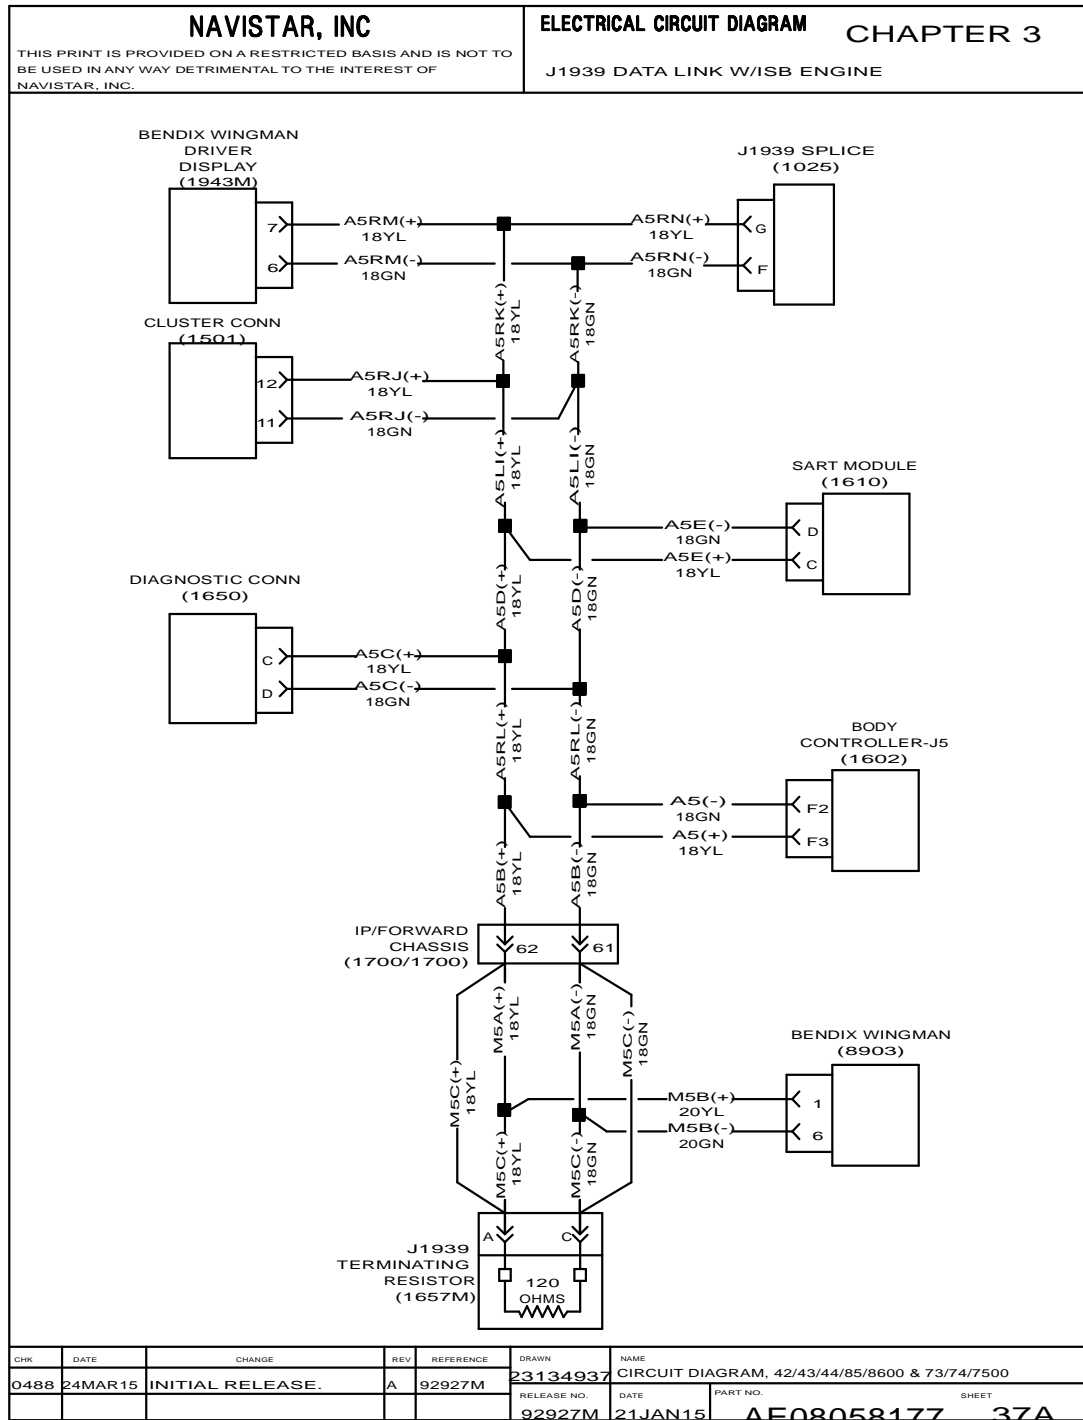 NAVISTAR, INC
THIS PRINT IS PROVIDED ON A RESTRICTED BASIS AND IS NOT TO
BE USED IN ANY WAY DETRIMENTAL TO THE INTEREST OF
NAVISTAR, INC.
ELECTRICAL CIRCUIT DIAGRAM
CHAPTER 3
J1939 DATA LINK W/ISB ENGINE
BENDIX WINGMAN
DRIVER
DISPLAY
(1943M)
7
6
A5RM(+)
18YL
A5RM(-)
18GN
J1939 SPLICE
(1025)
A5RN(+)
18YL
A5RN(-)
18GN
G
F
A5RK(+)
18YL
A5RK(-)
18GN
CLUSTER CONN
(1501)
12
11
A5RJ(+)
18YL
A5RJ(-)
18GN
A5LI(+)
18YL
A5LI(-)
18GN
SART MODULE
(1610)
A5E(-)
18GN
A5E(+)
18YL
D
C
A5D(+)
18YL
A5D(-)
18GN
DIAGNOSTIC CONN
(1650)
C
D
A5C(+)
18YL
A5C(-)
18GN
A5RL(+)
18YL
A5RL(-)
18GN
BODY
CONTROLLER-J5
(1602)
A5(-)
18GN
A5(+)
18YL
F2
F3
A5B(+)
18YL
A5B(-)
18GN
IP/FORWARD
CHASSIS
(1700/1700)
62
61
M5A(+)
18YL
M5A(-)
18GN
M5C(-)
18GN
M5C(+)
18YL
BENDIX WINGMAN
(8903)
M5B(+)
20YL
M5B(-)
20GN
1
6
M5C(+)
18YL
M5C(-)
18GN
A
C
J1939
TERMINATING
RESISTOR
(1657M)
120
OHMS
CHK
DATE
CHANGE
REV
REFERENCE
DRAWN
NAME
0488
24MAR15
INITIAL RELEASE.
A
92927M
23134937
CIRCUIT DIAGRAM, 42/43/44/85/8600 & 73/74/7500
RELEASE NO.
DATE
PART NO.
SHEET
92927M
21JAN15
AE08058177
37A